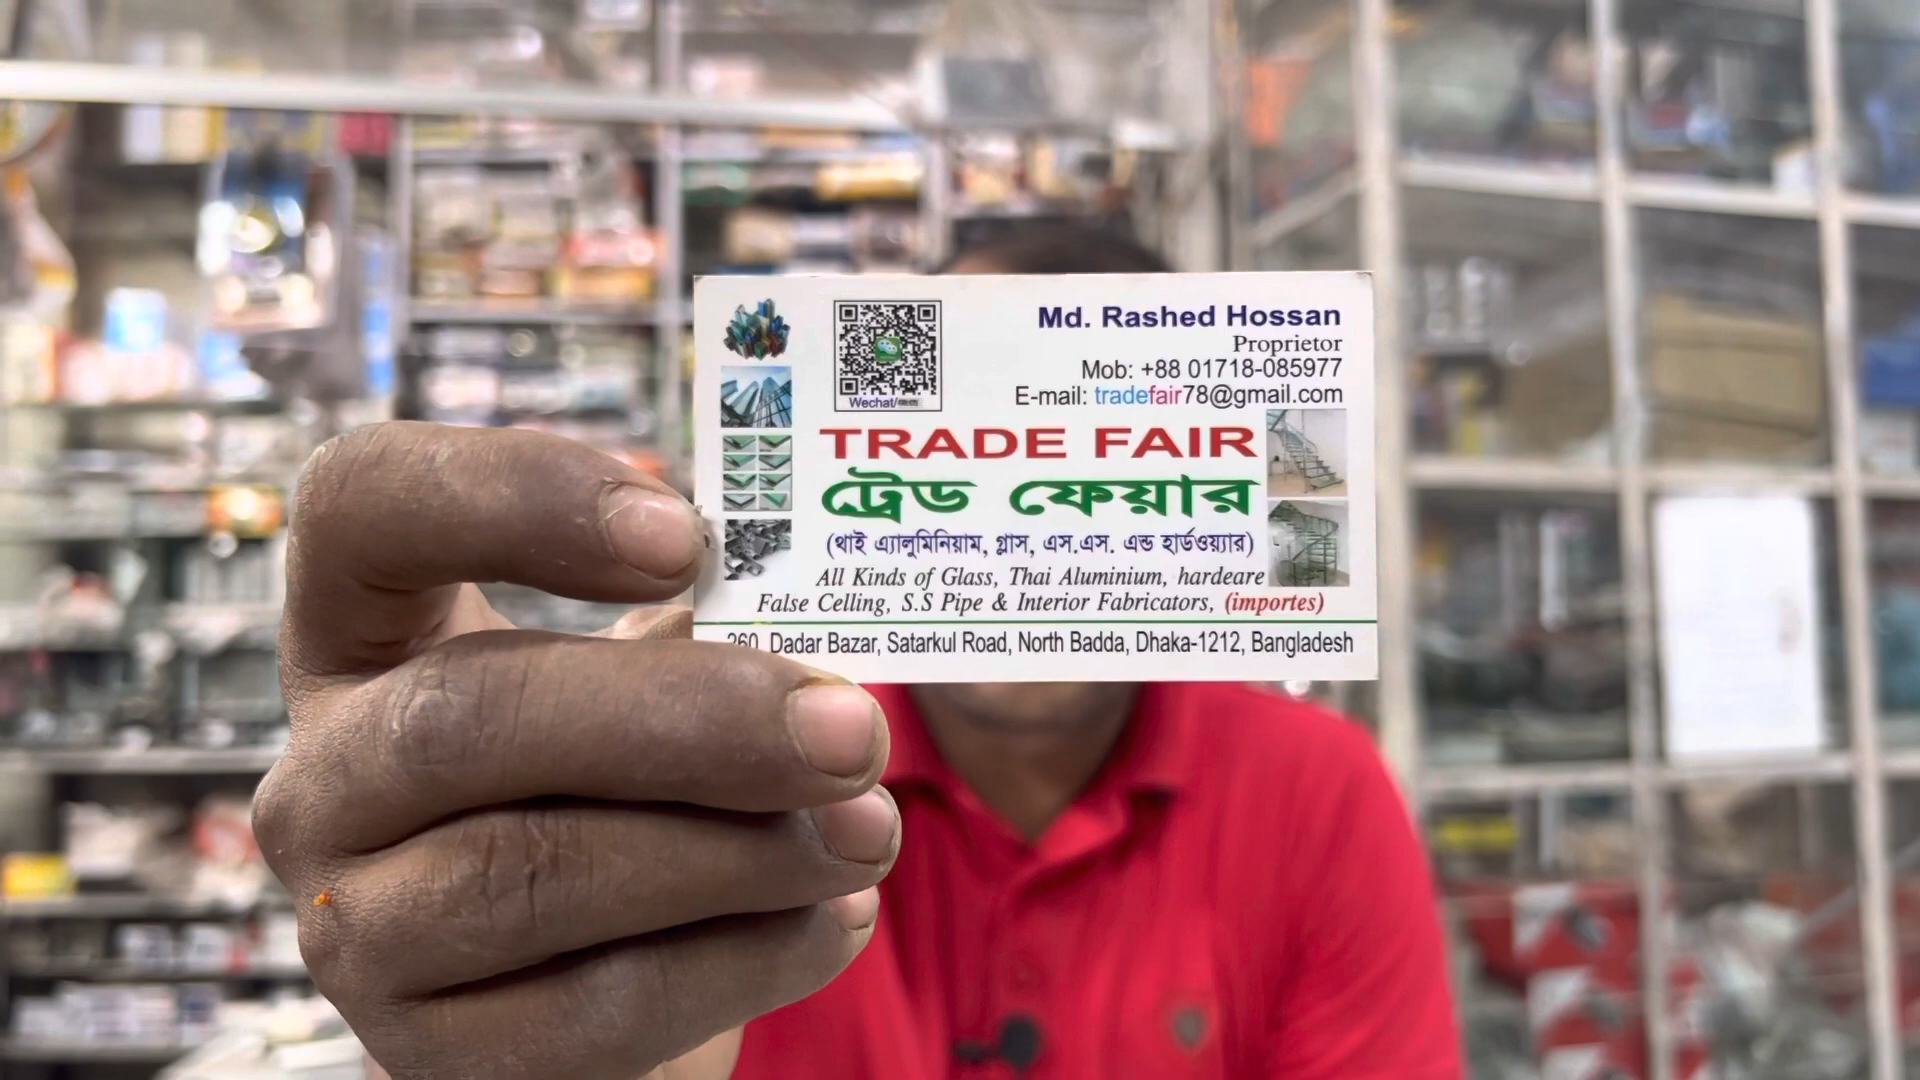 Md. Rashed Hossan
Proprietor
Mob: +88 01718-085977
E-mail: tradefair78@gmail.com
Wechat/
TRADE FAIR
ট্রেড ফেয়ার
(থাই এ্যালুমিনিয়াম, গ্লাস, এস.এস. এন্ড হার্ডওয়্যার)
All Kinds of Glass, Thai Aluminium, hardeare
False Celling, S.S Pipe & Interior Fabricators, (importes)
260, Dadar Bazar, Satarkul Road, North Badda, Dhaka-1212, Bangladesh